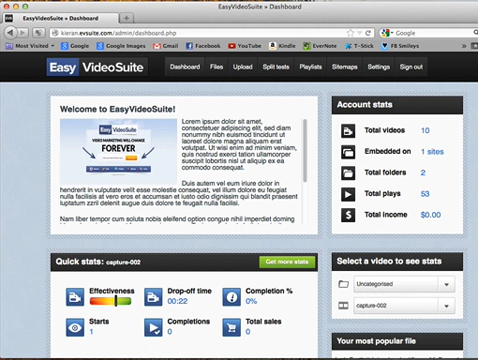 EasyVideoSuite » Dashboard
EasyVideoSuite » Dashboard
kieran.evsuite.com/admin/dashboard.php
Google
Most Visited Google Google Images Gmail Facebook YouTube Kindle EverNote T-Stick FB Smileys
Easy VideoSuite Dashboard Files Upload Split tests Playlists Sitemaps Settings Sign out
Welcome to EasyVideoSuite!
Easy VideoSuite
VIDEO MARKETING WILL CHANGE
FOREVER
Lorem ipsum dolor sit amet,
consectetuer adipiscing elit, sed diam
nonummy nibh euismod tincidunt ut
laoreet dolore magna aliquam erat
volutpat. Ut wisi enim ad minim veniam,
quis nostrud exerci tation ullamcorper
suscipit lobortis nisl ut aliquip ex ea
commodo consequat.
Duis autem vel eum iriure dolor in
hendrerit in vulputate velit esse molestie consequat, vel illum dolore eu feugiat
nulla facilisis at vero eros et accumsan et iusto odio dignissim qui blandit praesent
luptatum zzril delenit augue duis dolore te feugait nulla facilisi.
Nam liber tempor cum soluta nobis eleifend option congue nihil imperdiet doming
Account stats
Total videos 10
Embedded on 1 sites
Total folders 2
Total plays 53
Total income $0.00
Quick stats: capture-002
Get more stats
Effectiveness
Drop-off time
00:22
Completion %
0%
Starts
1
Completions
0
Total sales
0
Select a video to see stats
Uncategorised
capture-002
Your most popular file